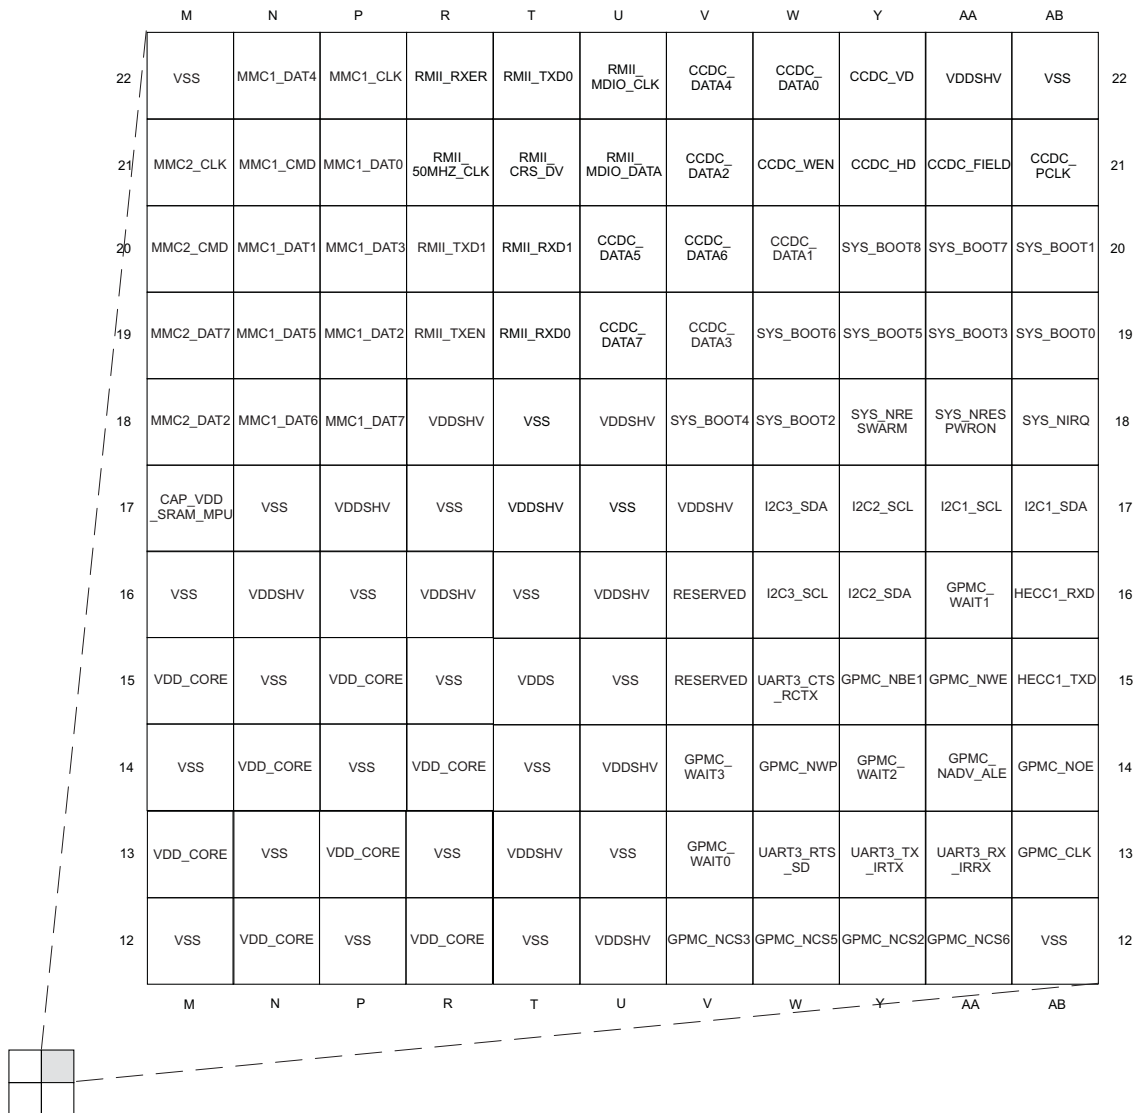 M N P R T U V W Y AA AB
22 VSS MMC1_DAT4 MMC1_CLK RMII_RXER RMII_TXD0 RMII_ MDIO_CLK CCDC_ DATA4 CCDC_ DATA0 CCDC_VD VDDSHV VSS 22
21 MMC2_CLK MMC1_CMD MMC1_DAT0 RMII_ 50MHZ_CLK RMII_ CRS_DV RMII_ MDIO_DATA CCDC_ DATA2 CCDC_WEN CCDC_HD CCDC_FIELD CCDC_ PCLK 21
20 MMC2_CMD MMC1_DAT1 MMC1_DAT3 RMII_TXD1 RMII_RXD1 CCDC_ DATA5 CCDC_ DATA6 CCDC_ DATA1 SYS_BOOT8 SYS_BOOT7 SYS_BOOT1 20
19 MMC2_DAT7 MMC1_DAT5 MMC1_DAT2 RMII_TXEN RMII_RXD0 CCDC_ DATA7 CCDC_ DATA3 SYS_BOOT6 SYS_BOOT5 SYS_BOOT3 SYS_BOOT0 19
18 MMC2_DAT2 MMC1_DAT6 MMC1_DAT7 VDDSHV VSS VDDSHV SYS_BOOT4 SYS_BOOT2 SYS_NRE SWARM SYS_NRES PWRON SYS_NIRQ 18
17 CAP_VDD _SRAM_MPU VSS VDDSHV VSS VDDSHV VSS VDDSHV I2C3_SDA I2C2_SCL I2C1_SCL I2C1_SDA 17
16 VSS VDDSHV VSS VDDSHV VSS VDDSHV RESERVED I2C3_SCL I2C2_SDA GPMC_ WAIT1 HECC1_RXD 16
15 VDD_CORE VSS VDD_CORE VSS VDDS VSS RESERVED UART3_CTS _RCTX GPMC_NBE1 GPMC_NWE HECC1_TXD 15
14 VSS VDD_CORE VSS VDD_CORE VSS VDDSHV GPMC_ WAIT3 GPMC_NWP GPMC_ WAIT2 GPMC_ NADV_ALE GPMC_NOE 14
13 VDD_CORE VSS VDD_CORE VSS VDDSHV VSS GPMC_ WAIT0 UART3_RTS _SD UART3_TX _IRTX UART3_RX _IRRX GPMC_CLK 13
12 VSS VDD_CORE VSS VDD_CORE VSS VDDSHV GPMC_NCS3 GPMC_NCS5 GPMC_NCS2 GPMC_NCS6 VSS 12
M N P R T U V W Y AA AB